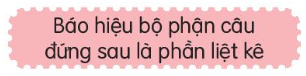 Báo hiệu bộ phận câu
đứng sau là phần liệt kê